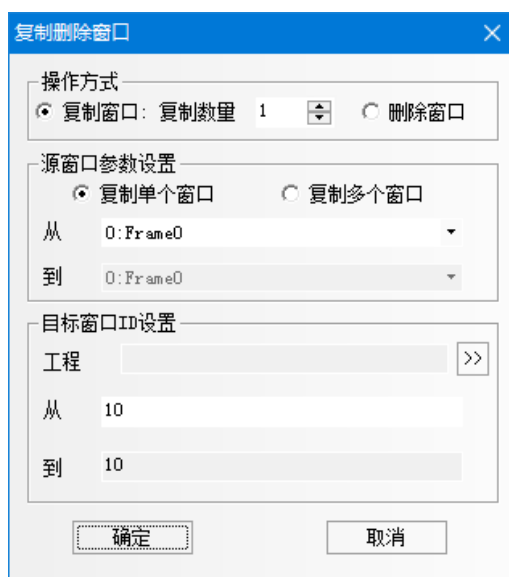 复制删除窗口
操作方式
复制窗口: 复制数量 1 删除窗口
源窗口参数设置
复制单个窗口 复制多个窗口
从 0:Frame0
到 0:Frame0
目标窗口ID设置
工程 >>
从 10
到 10
确定 取消